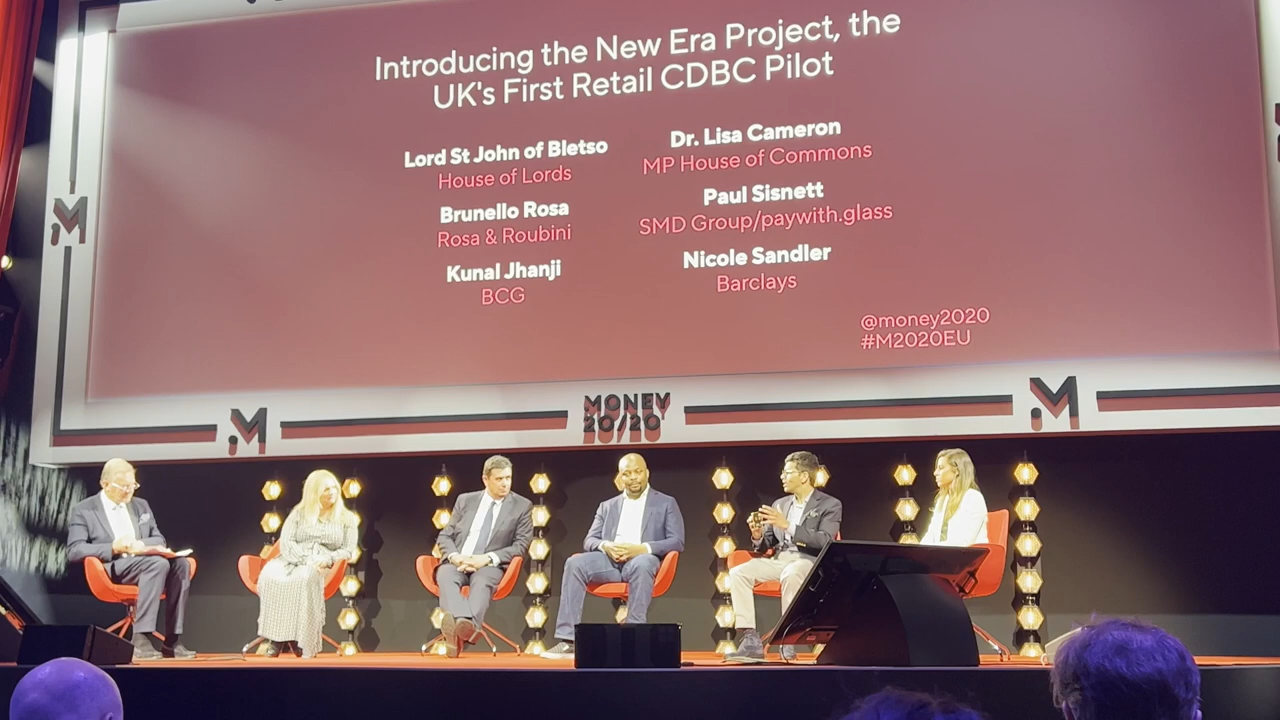 Introducing the New Era Project, the
UK's First Retail CDBC Pilot
Lord St John of Bletso
House of Lords
Brunello Rosa
Rosa & Roubini
Kunal Jhanji
BCG
Dr. Lisa Cameron
MP House of Commons
Paul Sisnett
SMD Group/paywith.glass
Nicole Sandler
Barclays
@money2020
#M2020EU
M
M
MONEY
20/20
M